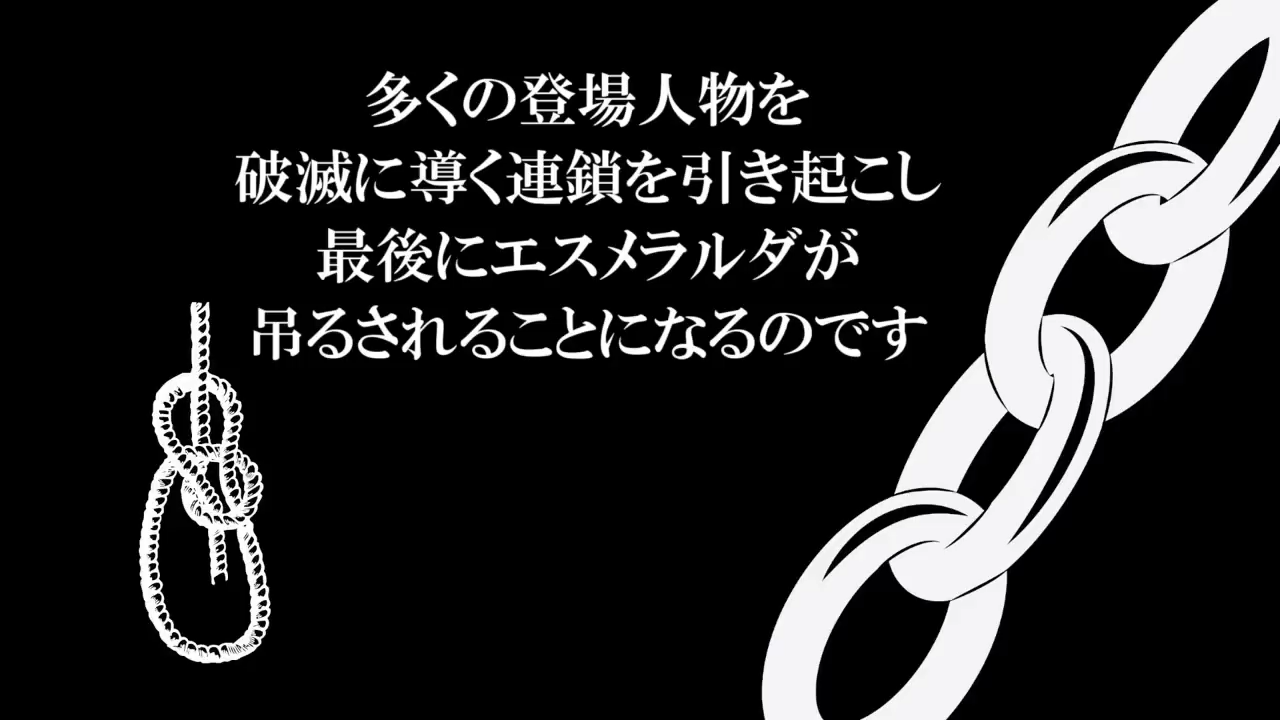 多くの登場人物を
破滅に導く連鎖を引き起こし
最後にエスメラルダが
吊るされることになるのです